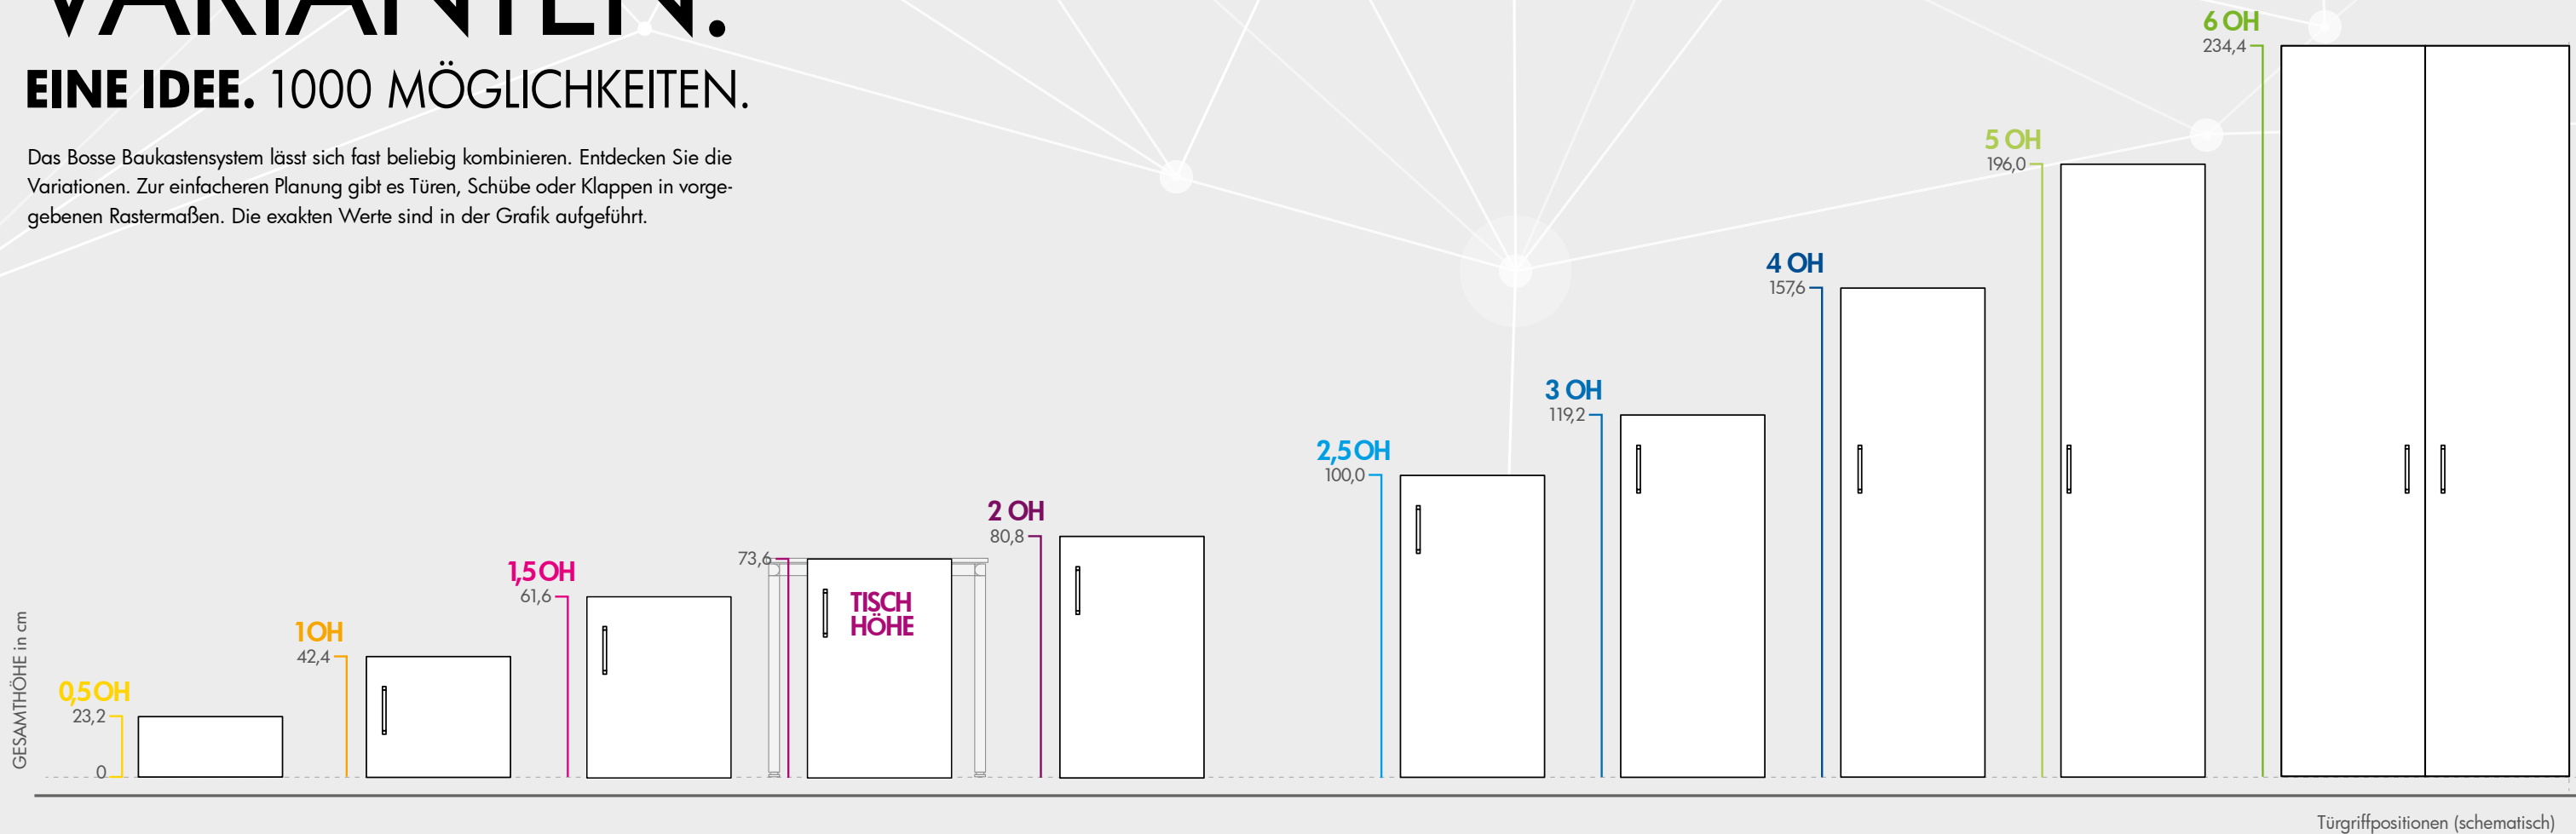 VARIANTEN.
EINE IDEE. 1000 MÖGLICHKEITEN.
Das Bosse Baukastensystem lässt sich fast beliebig kombinieren. Entdecken Sie die
Variationen. Zur einfacheren Planung gibt es Türen, Schübe oder Klappen in vorge-
gebenen Rastermaßen. Die exakten Werte sind in der Grafik aufgeführt.
GESAMTHÖHE in cm
0,5 OH
23,2
0
1 OH
42,4
1,5 OH
61,6
73,6
TISCH
HÖHE
2 OH
80,8
2,5 OH
100,0
3 OH
119,2
4 OH
157,6
5 OH
196,0
6 OH
234,4
Türgriffpositionen (schematisch)